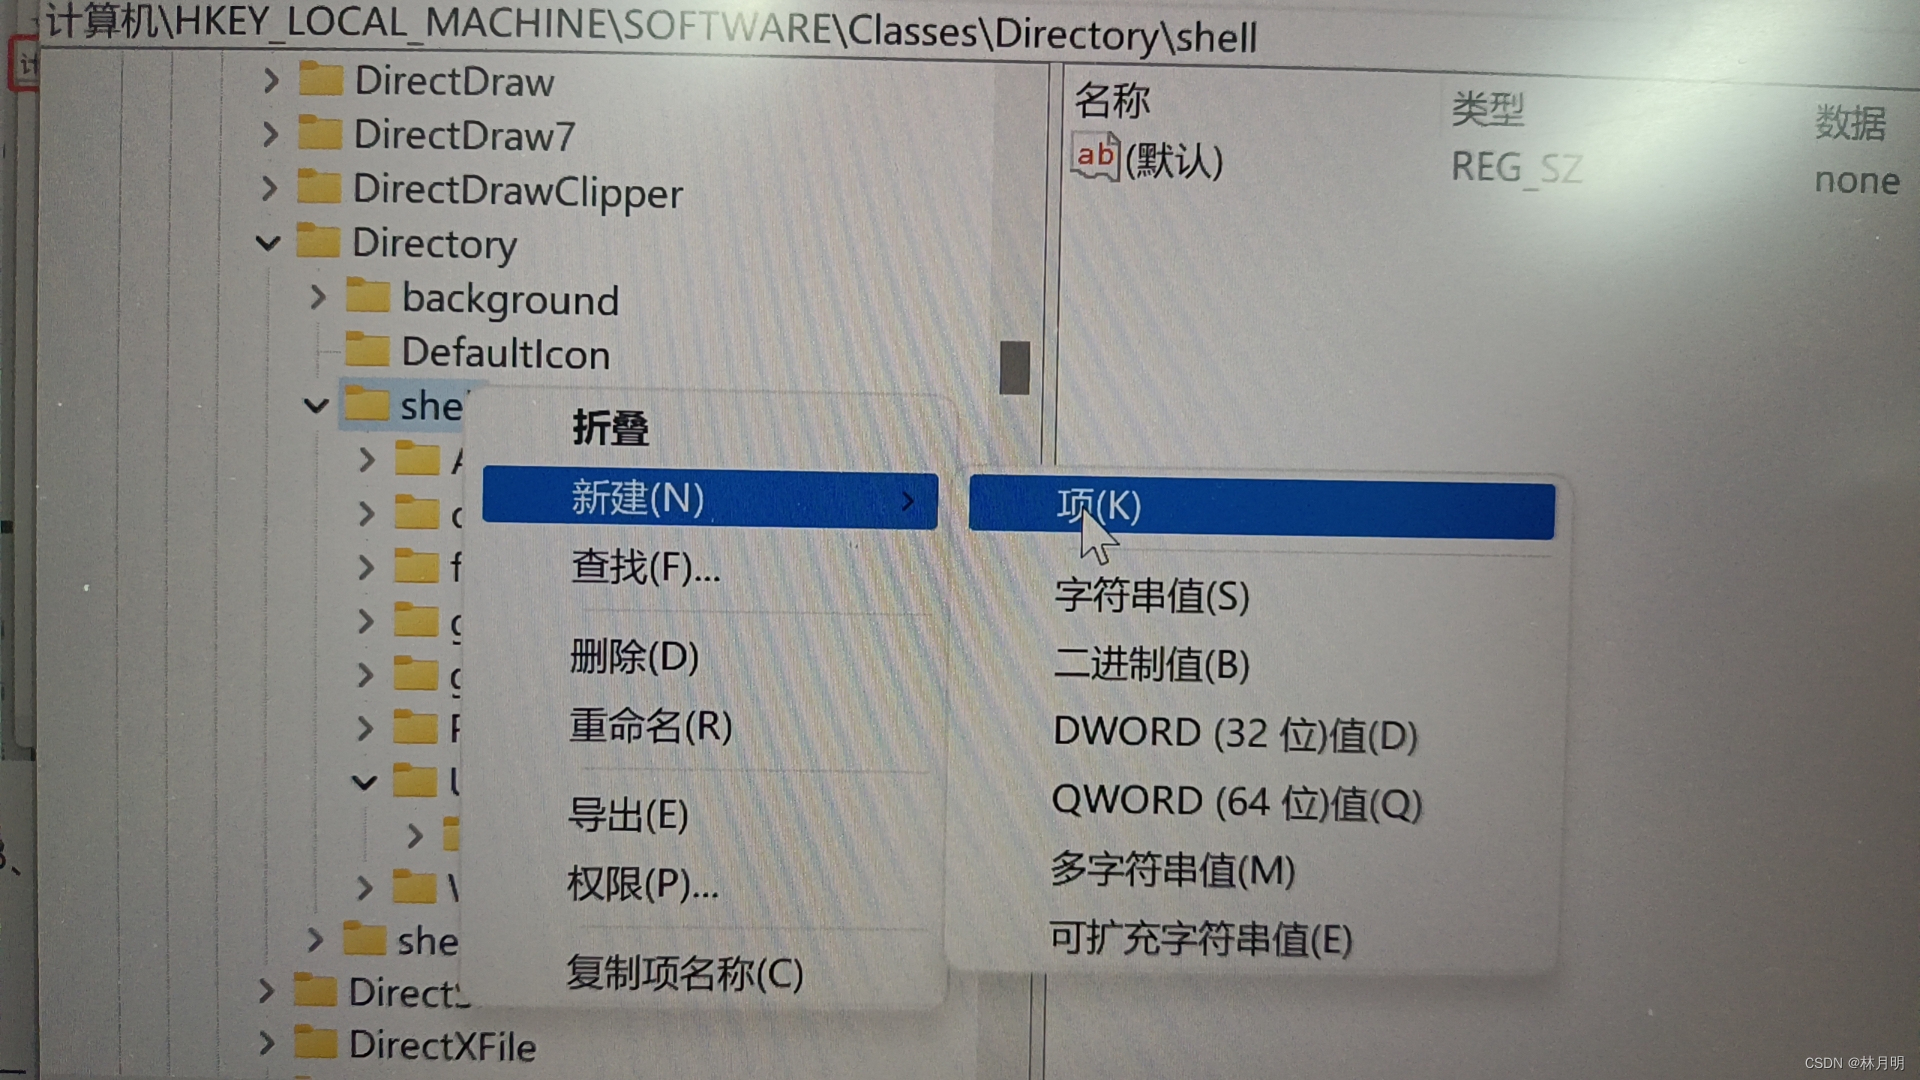 计算机\HKEY_LOCAL_MACHINE\SOFTWARE\Classes\Directory\shell
DirectDraw
DirectDraw7
DirectDrawClipper
Directory
background
DefaultIcon
she
she
Direct
DirectXFile
名称
类型
数据
ab
(默认)
REG_SZ
none
折叠
新建(N)
查找(F)...
删除(D)
重命名(R)
导出(E)
权限(P)...
复制项名称(C)
项(K)
字符串值(S)
二进制值(B)
DWORD (32 位)值(D)
QWORD (64 位)值(Q)
多字符串值(M)
可扩充字符串值(E)
CSDN @林月明